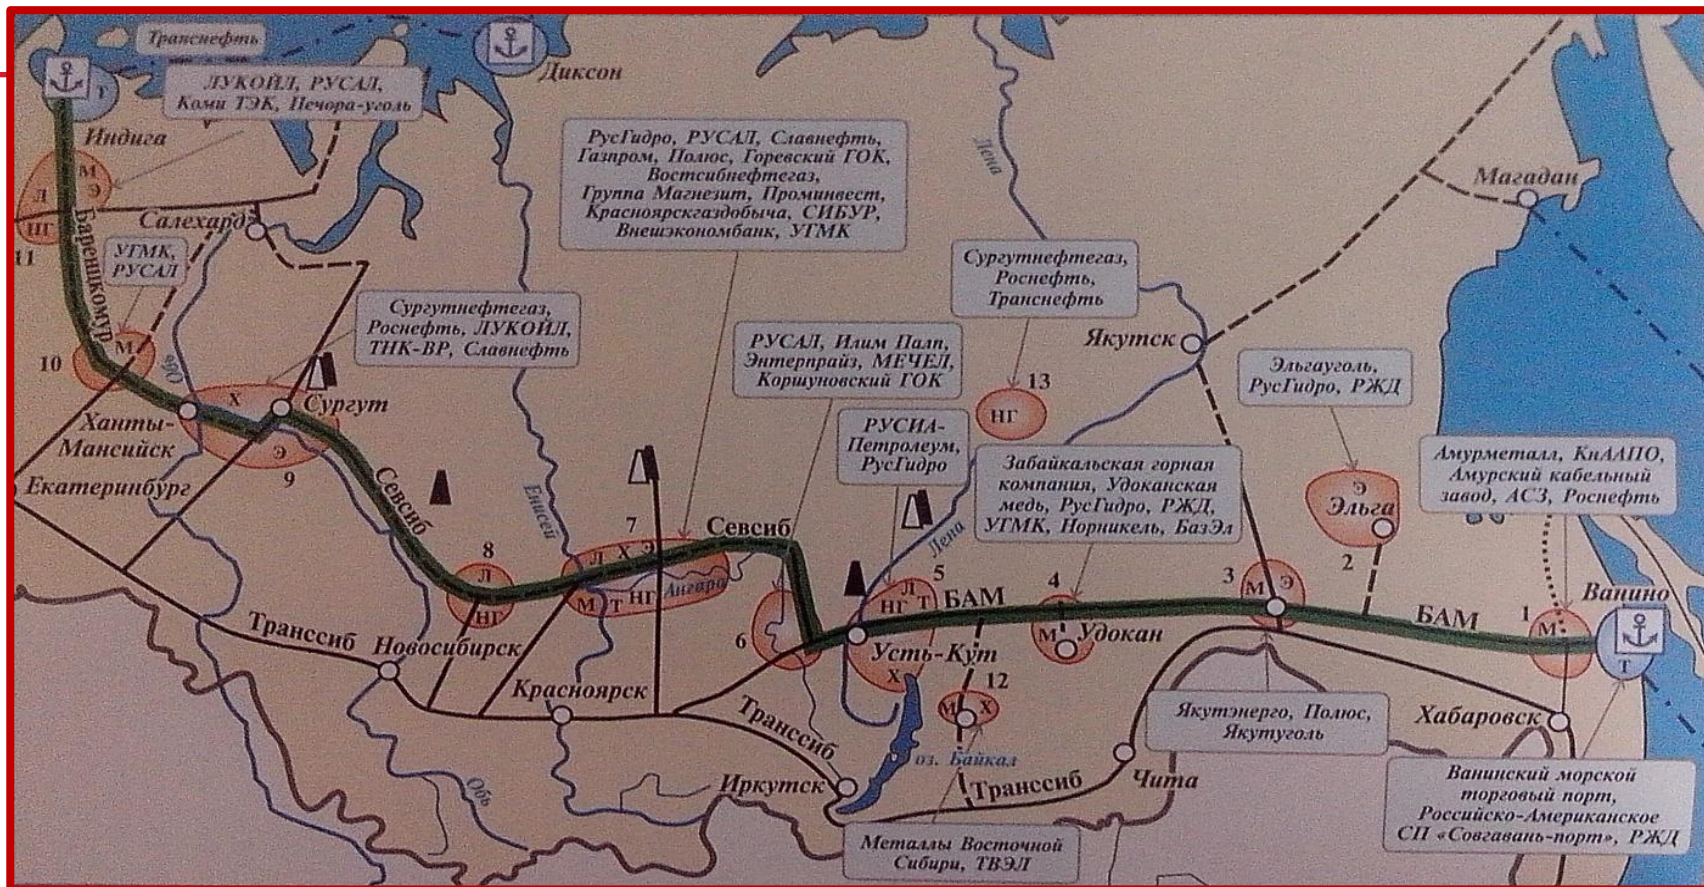 Транснефть
Диксон
Т
ЛУКОЙЛ, РУСАЛ,
Коми ТЭК, Печора-уголь
Индига
М
Э
Л
НГ
11
Баренцкомур
Салехард
УГМК,
РУСАЛ
10
М
Обь
РусГидро, РУСАЛ, Славнефть,
Газпром, Полюс, Горевский ГОК,
Востсибнефтегаз,
Группа Магнезит, Проминвест,
Красноярскгаздобыча, СИБУР,
Внешэкономбанк, УГМК
Лена
Магадан
Сургутнефтегаз,
Роснефть,
Транснефть
Сургутнефтегаз,
Роснефть, ЛУКОЙЛ,
ТНК-ВР, Славнефть
РУСАЛ, Илим Палп,
Энтерпрайз, МЕЧЕЛ,
Коршуновский ГОК
Якутск
Эльгауголь,
РусГидро, РЖД
13
НГ
Х
Сургут
Ханты-
Мансийск
Э
9
РУСИА-
Петролеум,
РусГидро
Забайкальская горная
компания, Удоканская
медь, РусГидро, РЖД,
УГМК, Норникель, БазЭл
Амурметалл, КнААПО,
Амурский кабельный
завод, АСЗ, Роснефть
Екатеринбург
Севсиб
Енисей
7
Севсиб
Лена
Э
Эльга
2
8
Л
НГ
Л Х Э
М Т НГ
Ангара
6
5
Л
НГ Т
Х
БАМ
4
М
Удокан
3
М Э
БАМ
1
М
Ванино
Т
Транссиб
Новосибирск
Усть-Кут
Красноярск
12
М Х
Транссиб
Якутэнерго, Полюс,
Якутуголь
Хабаровск
оз. Байкал
Иркутск
Транссиб
Чита
Обь
Ванинский морской
торговый порт,
Российско-Американское
СП «Совгавань-порт», РЖД
Металлы Восточной
Сибири, ТВЭЛ